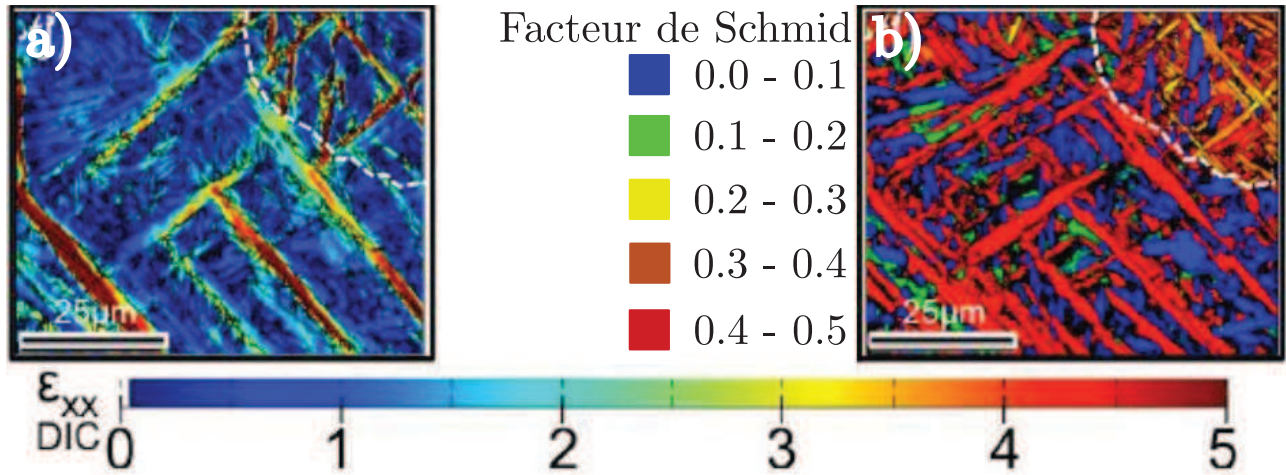 a)
Facteur de Schmid
0.0 - 0.1
0.1 - 0.2
0.2 - 0.3
0.3 - 0.4
0.4 - 0.5
b)
25µm
25µm
εxx
DIC
0 1 2 3 4 5